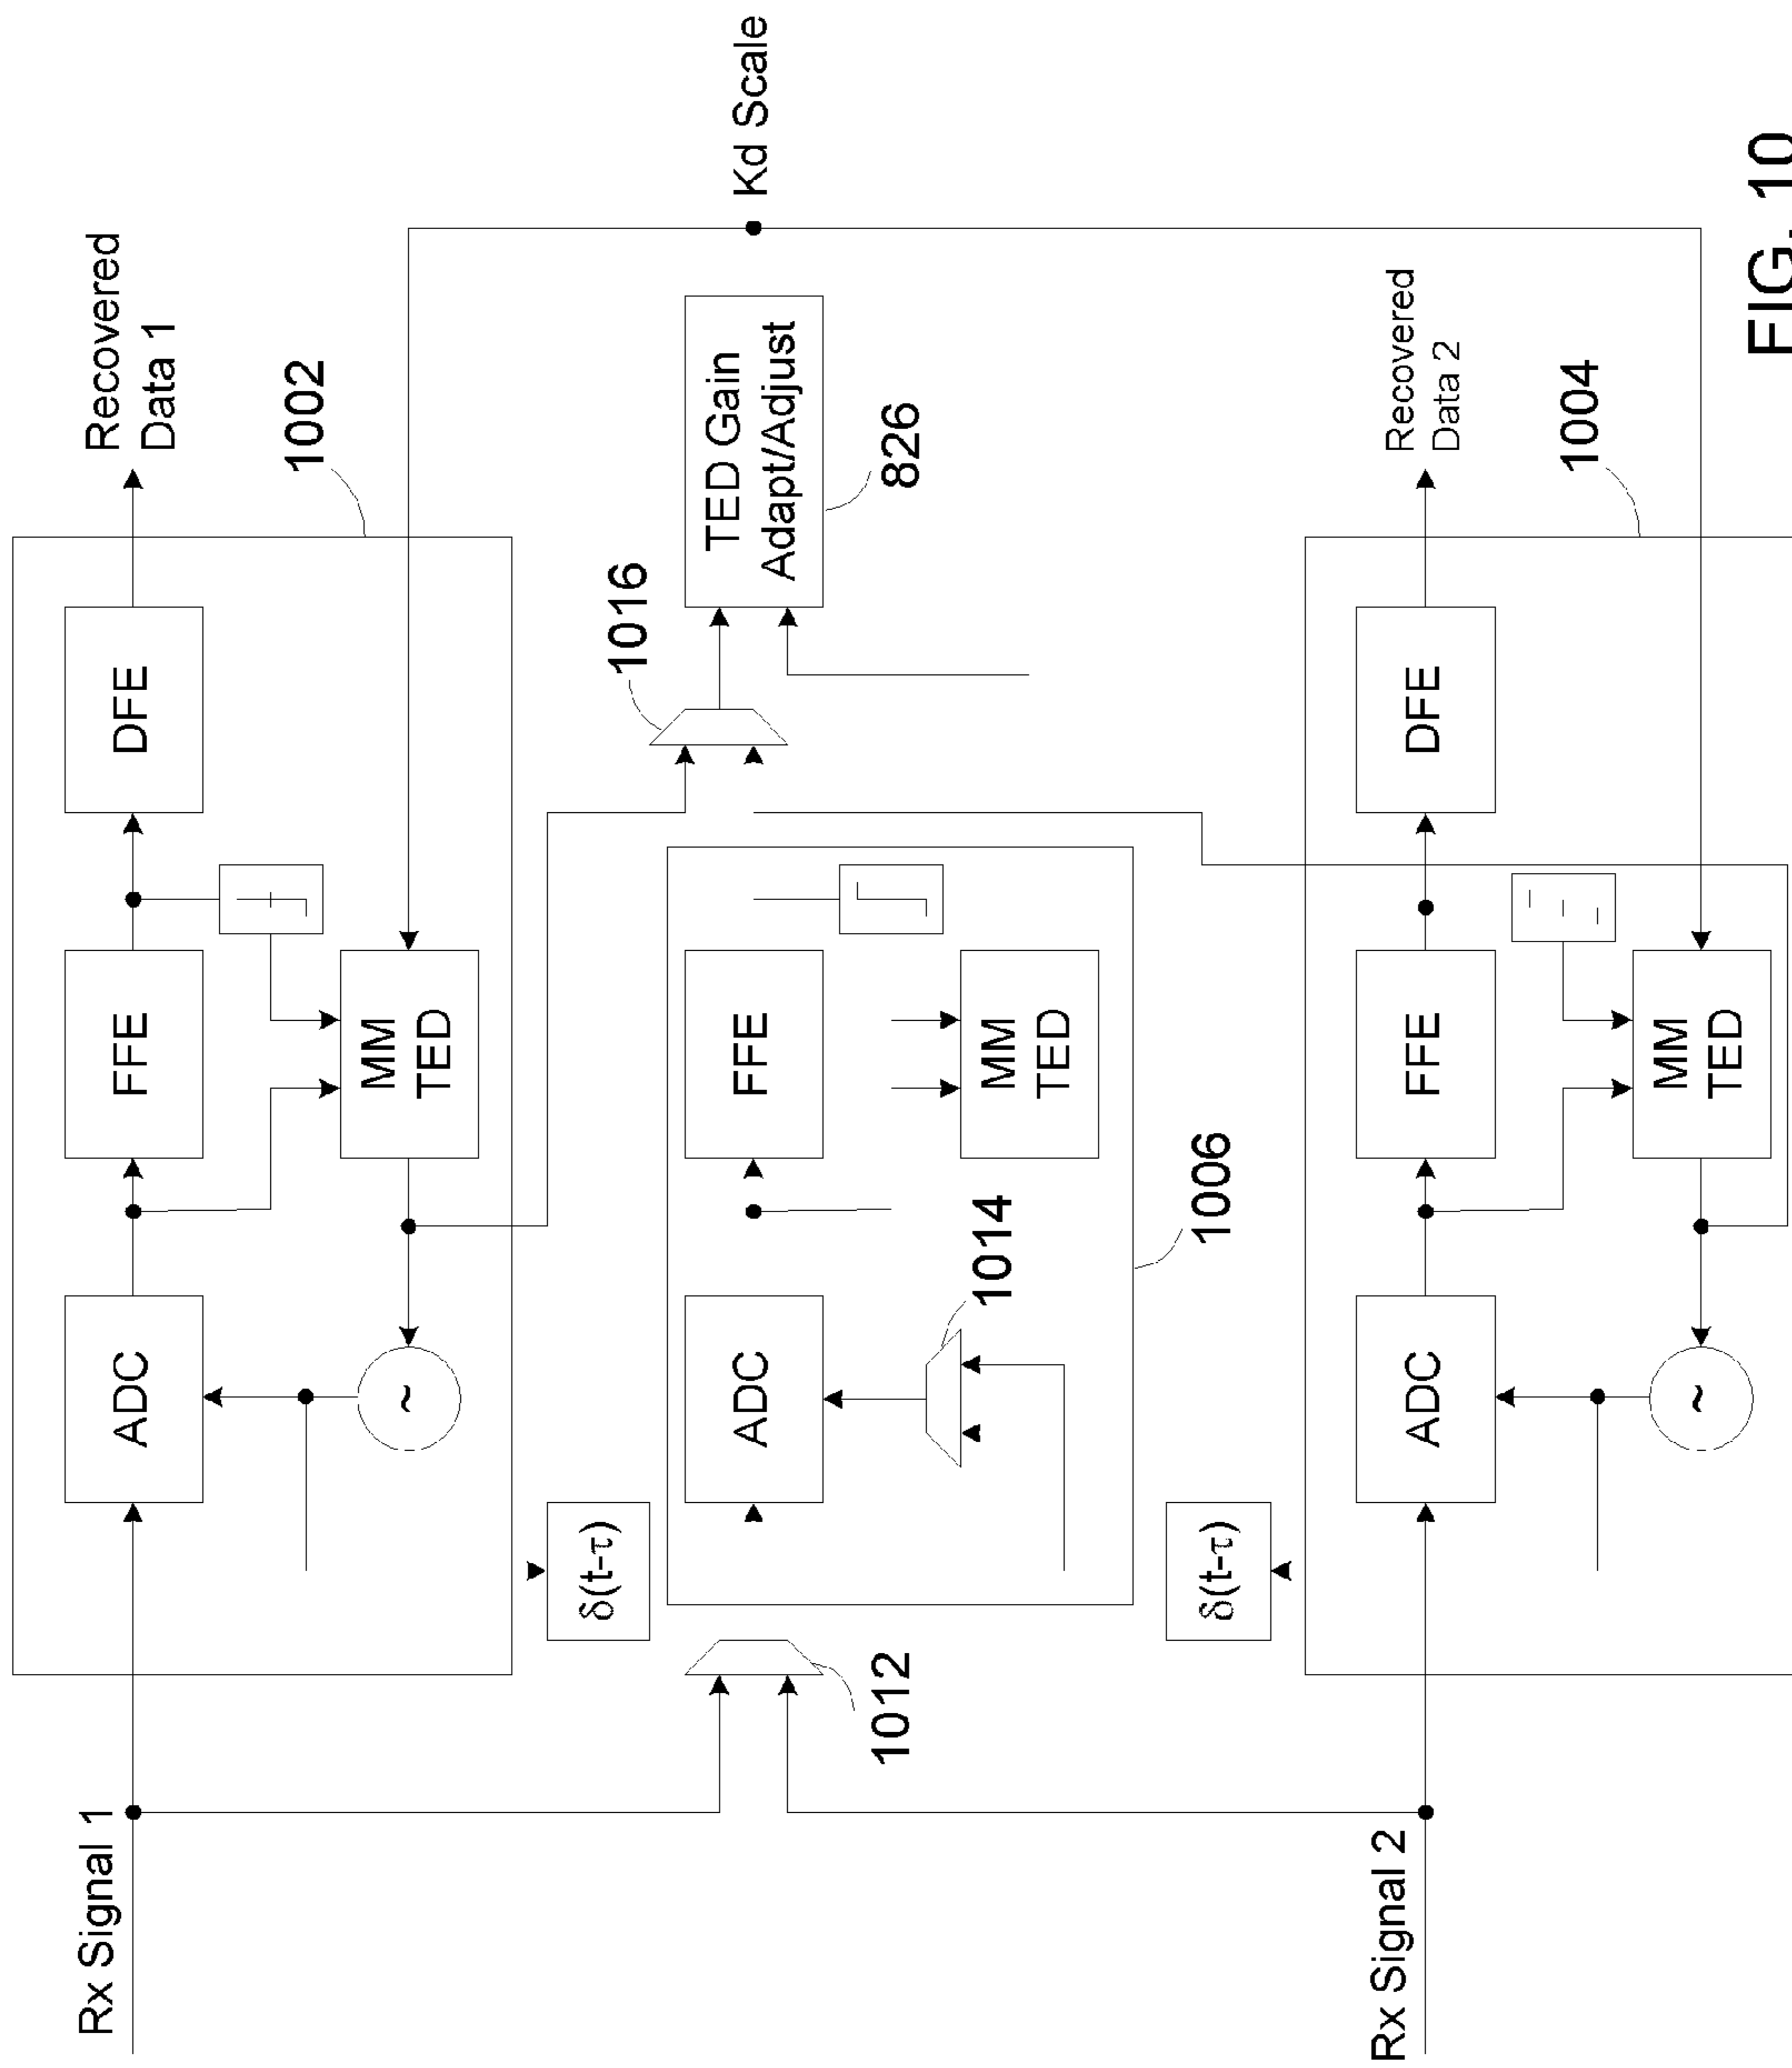 Rx Signal 1
ADC
FFE
DFE
Recovered
Data 1
MM
TED
~
1002
δ(t-τ)
1012
ADC
FFE
MM
TED
1014
1006
1016
TED Gain
Adapt/Adjust
826
Kd Scale
δ(t-τ)
Rx Signal 2
ADC
FFE
DFE
Recovered
Data 2
MM
TED
~
1004
FIG. 10